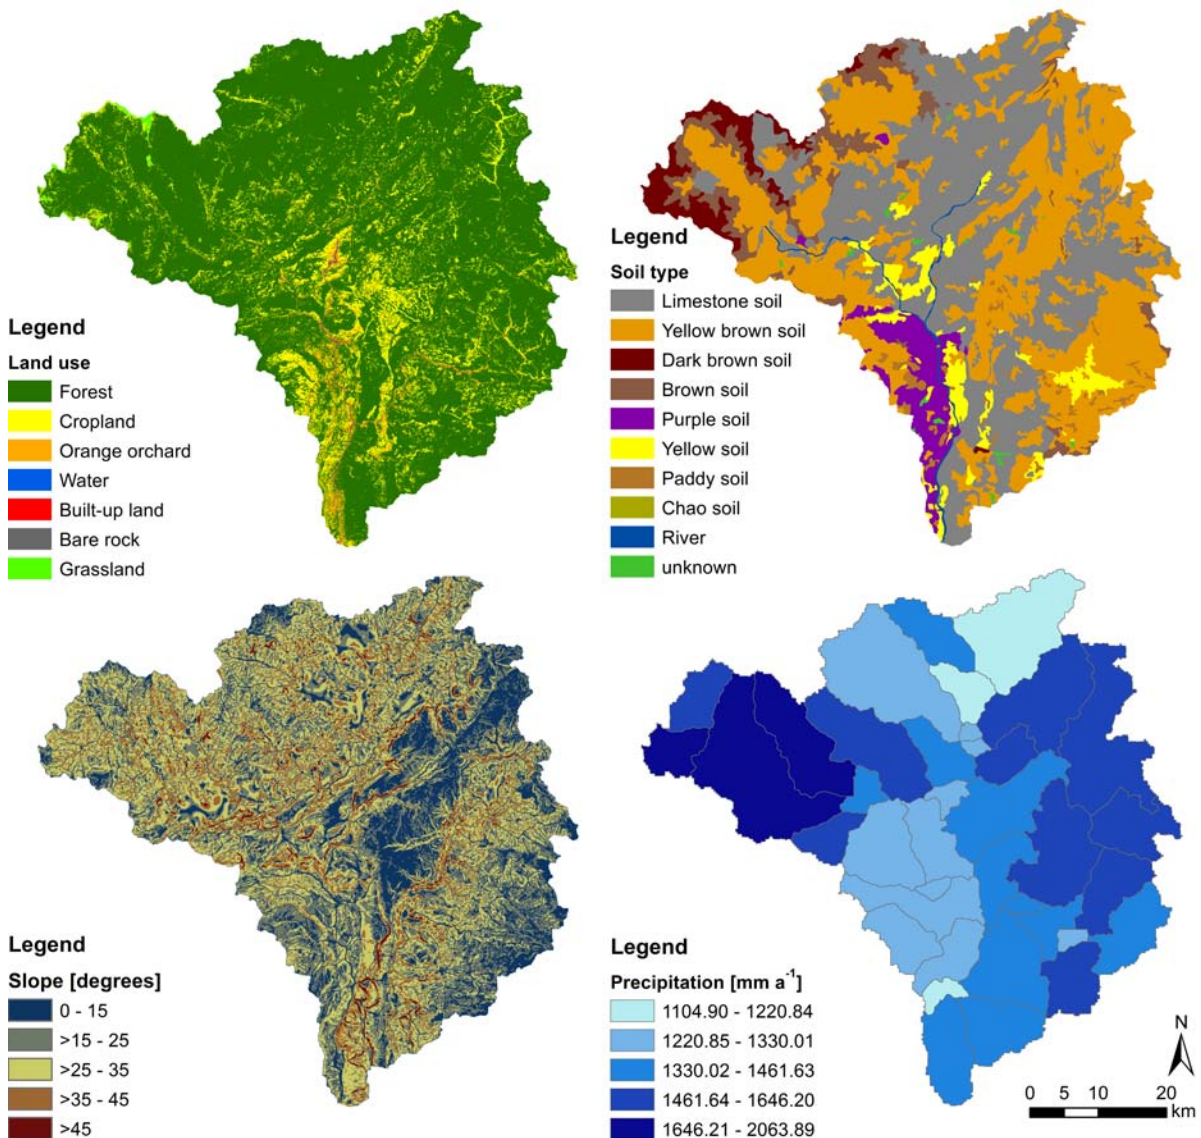 Legend
Land use
Forest
Cropland
Orange orchard
Water
Built-up land
Bare rock
Grassland
Legend
Soil type
Limestone soil
Yellow brown soil
Dark brown soil
Brown soil
Purple soil
Yellow soil
Paddy soil
Chao soil
River
unknown
Legend
Slope [degrees]
0 - 15
>15 - 25
>25 - 35
>35 - 45
>45
Legend
Precipitation [mm a⁻¹]
1104.90 - 1220.84
1220.85 - 1330.01
1330.02 - 1461.63
1461.64 - 1646.20
1646.21 - 2063.89
N
0 5 10 20
km